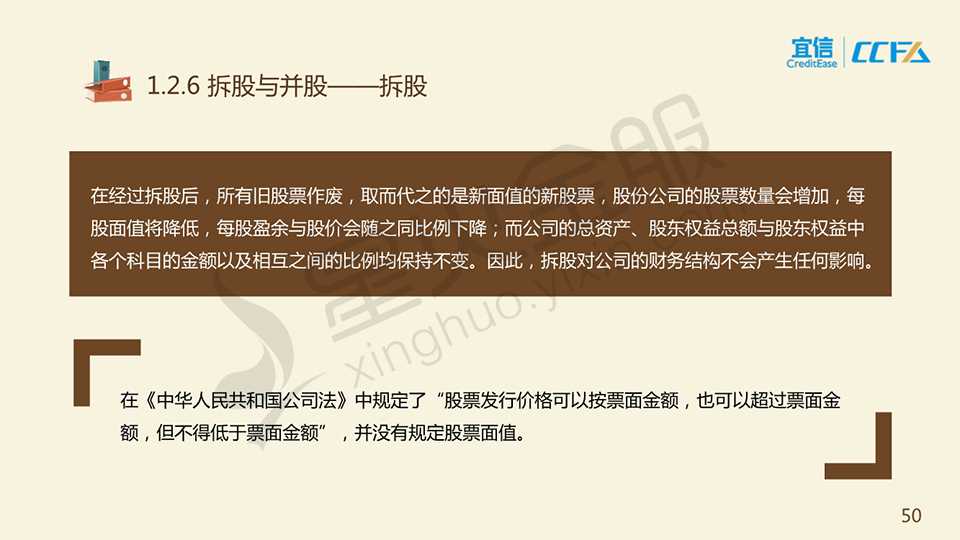 宜信
CreditEase
CCFA
1.2.6 拆股与并股——拆股
在经过拆股后，所有旧股票作废，取而代之的是新面值的新股票，股份公司的股票数量会增加，每
股面值将降低，每股盈余与股价会随之同比例下降；而公司的总资产、股东权益总额与股东权益中
各个科目的金额以及相互之间的比例均保持不变。因此，拆股对公司的财务结构不会产生任何影响。
星火金服
xinghuo.yixin.com
在《中华人民共和国公司法》中规定了“股票发行价格可以按票面金额，也可以超过票面金
额，但不得低于票面金额”，并没有规定股票面值。
50